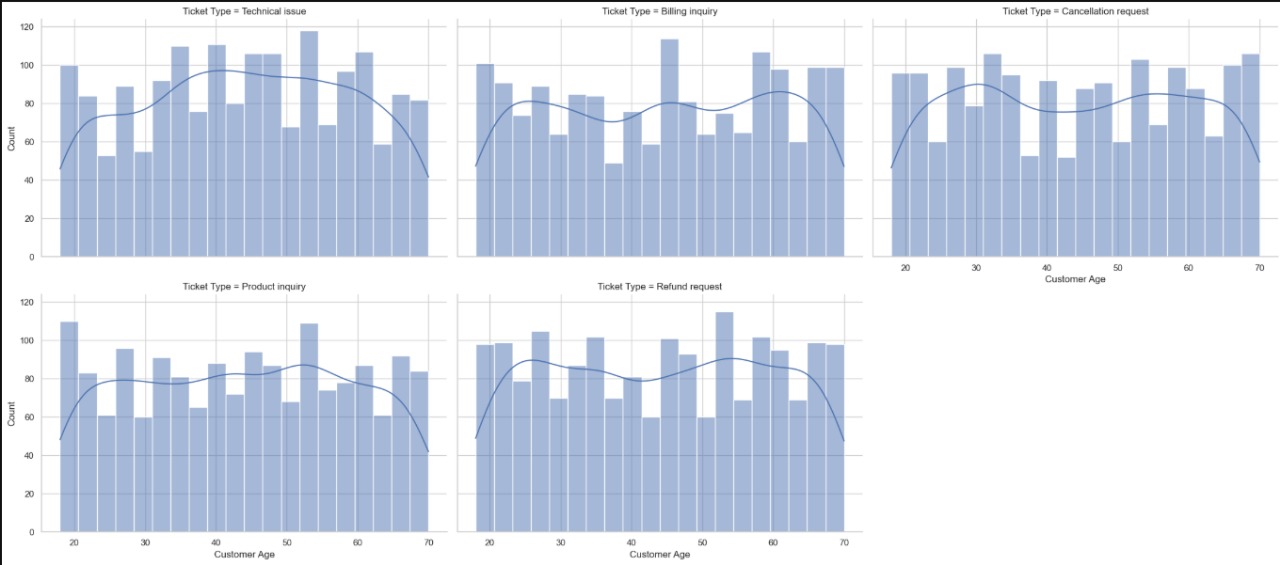 Ticket Type = Technical issue
Ticket Type = Billing inquiry
Ticket Type = Cancellation request
120
100
80
60
40
20
0
Count
20 30 40 50 60 70
Customer Age
Ticket Type = Product inquiry
Ticket Type = Refund request
120
100
80
60
40
20
0
Count
20 30 40 50 60 70
Customer Age
20 30 40 50 60 70
Customer Age